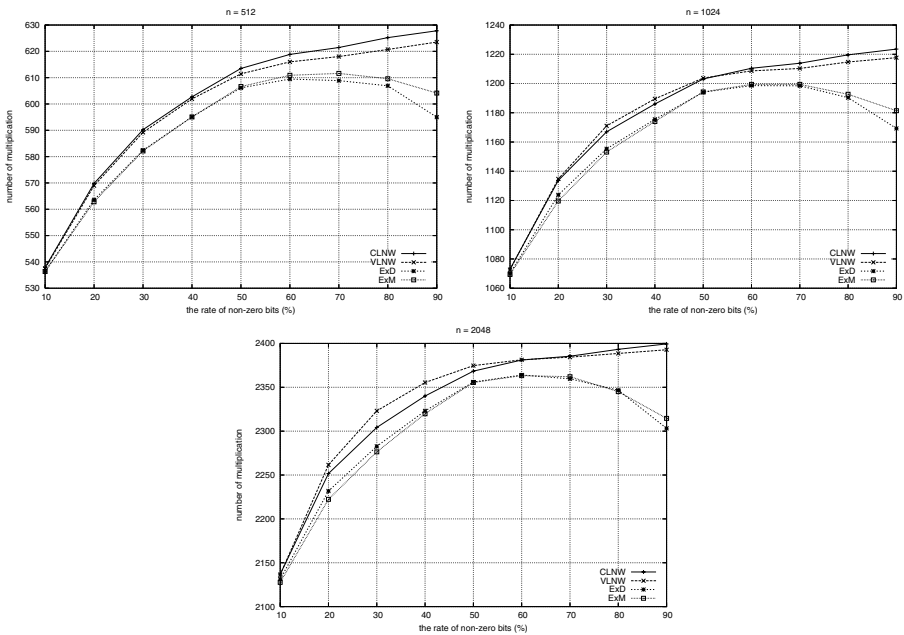 n = 512
630
620
610
600
590
580
570
560
550
540
530
number of multiplication
CLNW
VLNW
ExD
ExM
10 20 30 40 50 60 70 80 90
the rate of non-zero bits (%)
n = 1024
1240
1220
1200
1180
1160
1140
1120
1100
1080
1060
number of multiplication
CLNW
VLNW
ExD
ExM
10 20 30 40 50 60 70 80 90
the rate of non-zero bits (%)
n = 2048
2400
2350
2300
2250
2200
2150
2100
number of multiplication
CLNW
VLNW
ExD
ExM
10 20 30 40 50 60 70 80 90
the rate of non-zero bits (%)